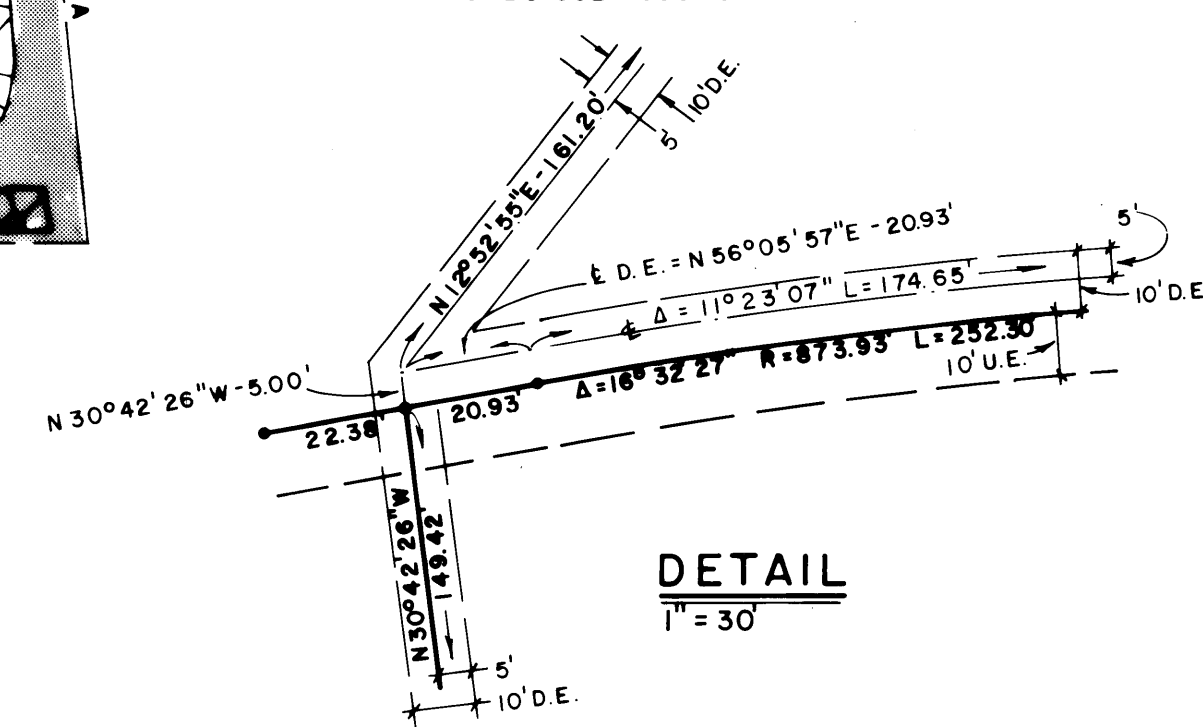 A
10' D.E.
5'
N 12° 52' 55" E - 161.20'
5'
℄ D.E. = N 56° 05' 57" E - 20.93'
10' D.E
℄ Δ = 11° 23' 07" L = 174.65'
Δ = 16° 32' 27" R = 873.93' L = 252.30'
10' U.E.
N 30° 42' 26" W - 5.00'
22.38'
20.93'
N 30° 42' 26" W
149.42'
DETAIL
1" = 30'
5'
10' D.E.